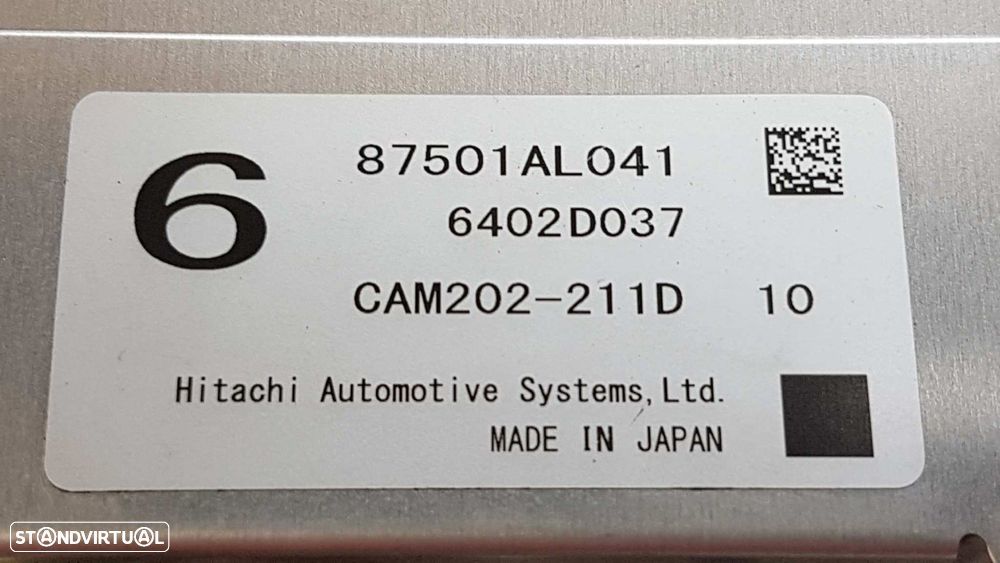 6
87501AL041
6402D037
CAM202-211D 10
Hitachi Automotive Systems,Ltd.
MADE IN JAPAN
STANDVIRTUAL